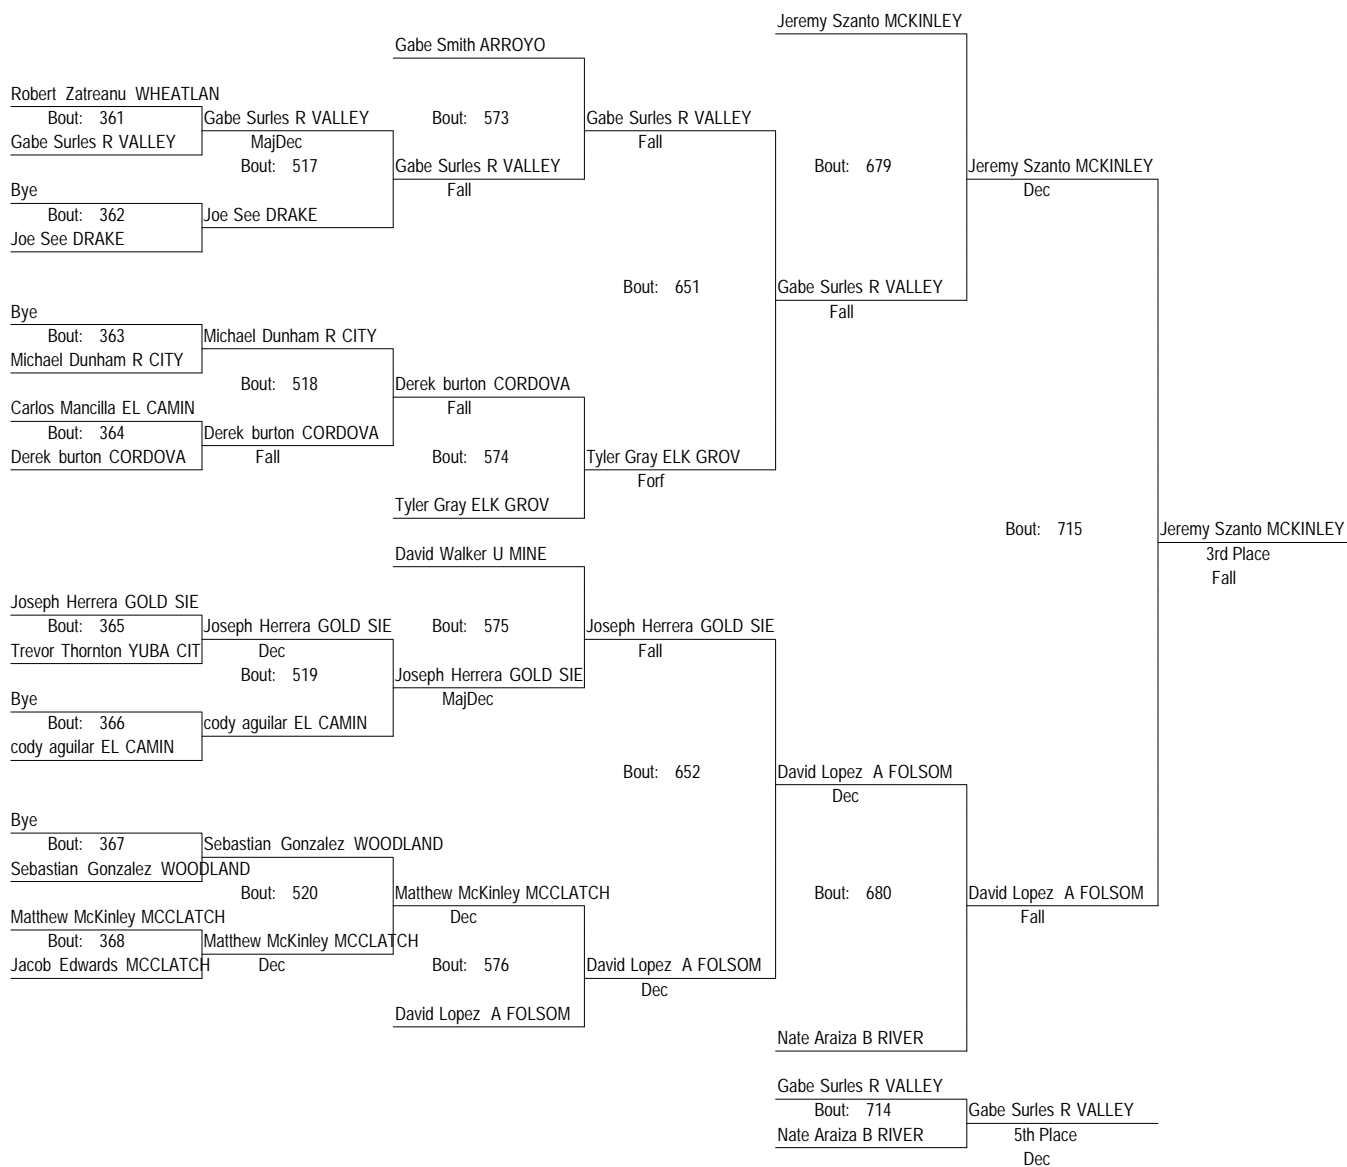 Jeremy Szanto MCKINLEY
Gabe Smith ARROYO
Robert Zatreanu WHEATLAN
Bout: 361
Gabe Surles R VALLEY
Gabe Surles R VALLEY
MajDec
Bout: 517
Bout: 573
Gabe Surles R VALLEY
Fall
Gabe Surles R VALLEY
Fall
Bout: 679
Jeremy Szanto MCKINLEY
Dec
Bye
Bout: 362
Joe See DRAKE
Joe See DRAKE
Bout: 651
Gabe Surles R VALLEY
Fall
Bye
Bout: 363
Michael Dunham R CITY
Michael Dunham R CITY
Bout: 518
Derek burton CORDOVA
Fall
Carlos Mancilla EL CAMIN
Bout: 364
Derek burton CORDOVA
Derek burton CORDOVA
Fall
Bout: 574
Tyler Gray ELK GROV
Forf
Tyler Gray ELK GROV
Bout: 715
Jeremy Szanto MCKINLEY
3rd Place
Fall
David Walker U MINE
Joseph Herrera GOLD SIE
Bout: 365
Trevor Thornton YUBA CIT
Joseph Herrera GOLD SIE
Dec
Bout: 519
Bout: 575
Joseph Herrera GOLD SIE
Fall
Joseph Herrera GOLD SIE
MajDec
Bye
Bout: 366
cody aguilar EL CAMIN
cody aguilar EL CAMIN
Bout: 652
David Lopez A FOLSOM
Dec
Bye
Bout: 367
Sebastian Gonzalez WOODLAND
Sebastian Gonzalez WOODLAND
Bout: 520
Matthew McKinley MCCLATCH
Dec
Bout: 680
David Lopez A FOLSOM
Fall
Matthew McKinley MCCLATCH
Bout: 368
Jacob Edwards MCCLATCH
Matthew McKinley MCCLATCH
Dec
Bout: 576
David Lopez A FOLSOM
Dec
David Lopez A FOLSOM
Nate Araiza B RIVER
Gabe Surles R VALLEY
Bout: 714
Nate Araiza B RIVER
Gabe Surles R VALLEY
5th Place
Dec